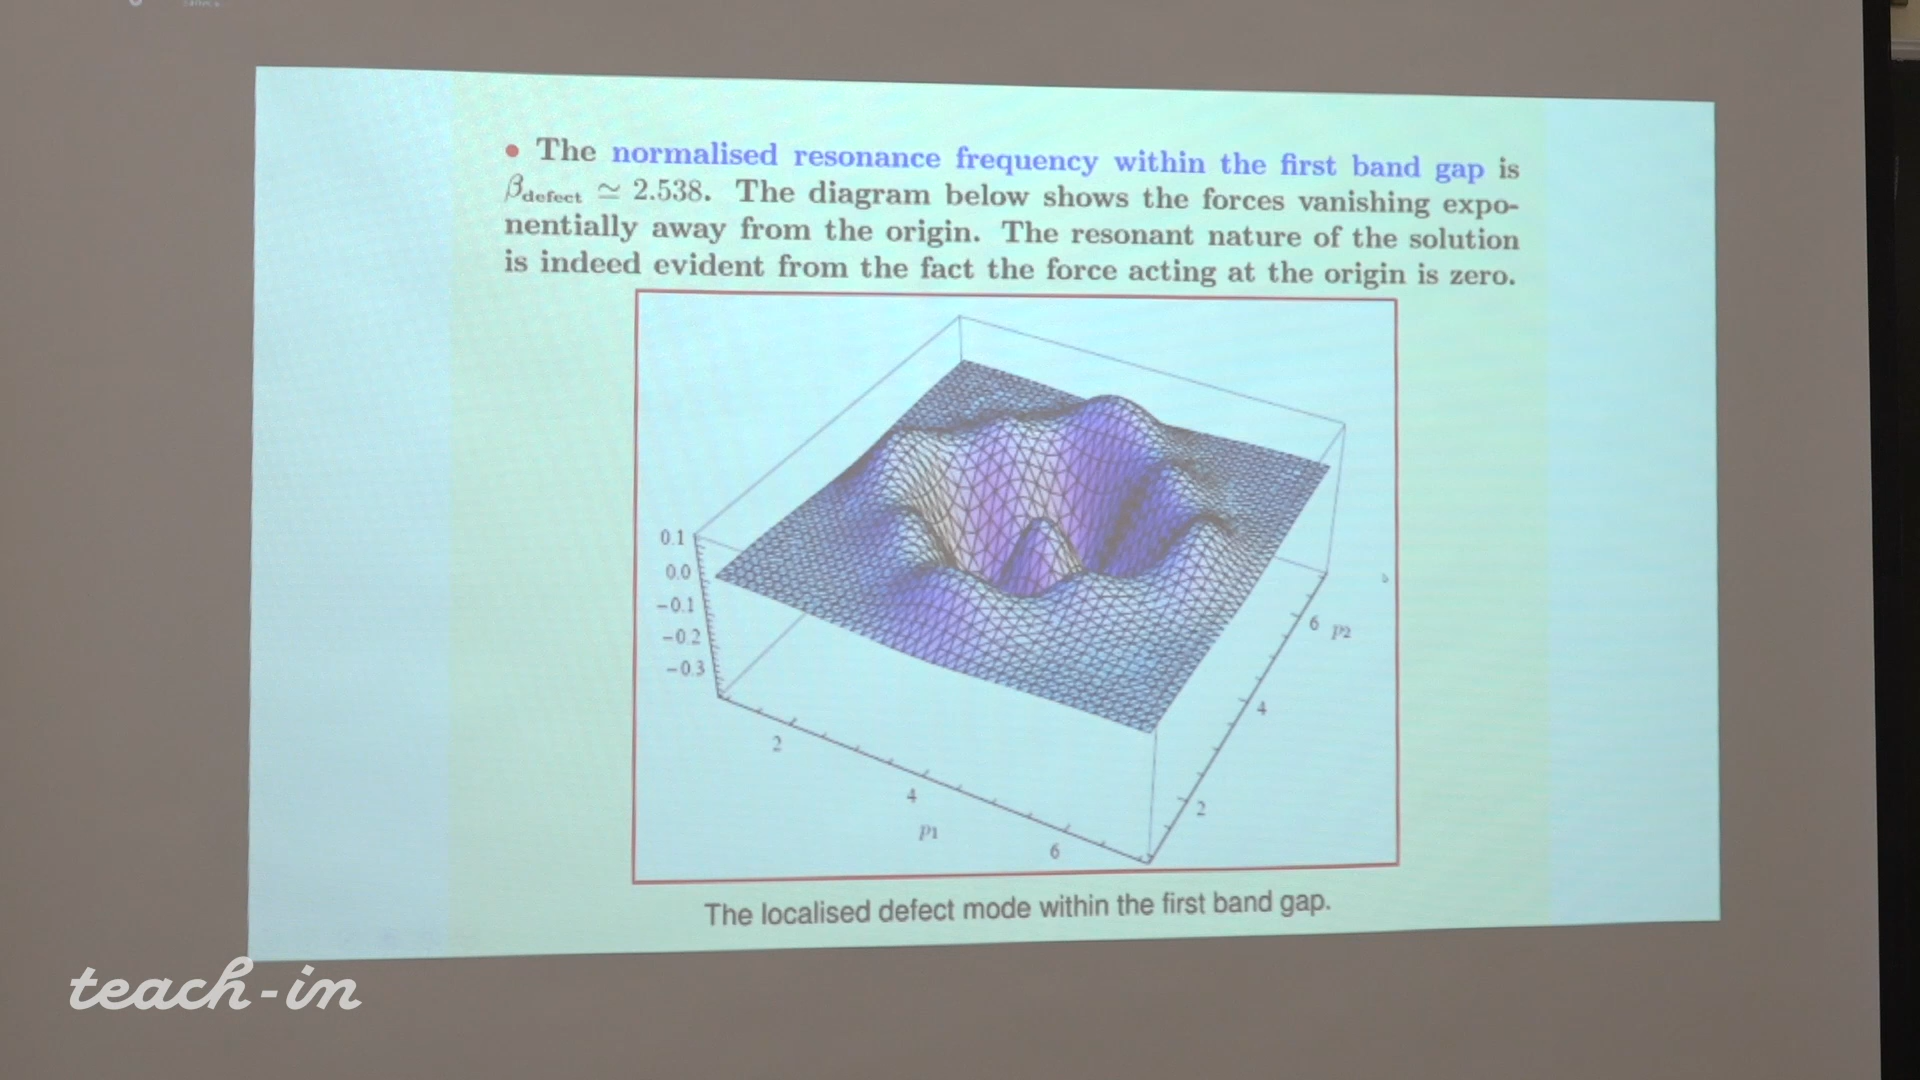 • The normalised resonance frequency within the first band gap is
βdefect ≃ 2.538. The diagram below shows the forces vanishing expo-
nentially away from the origin. The resonant nature of the solution
is indeed evident from the fact the force acting at the origin is zero.
0.1
0.0
−0.1
−0.2
−0.3
2
4
6
p1
2
4
6
p2
The localised defect mode within the first band gap.
teach-in